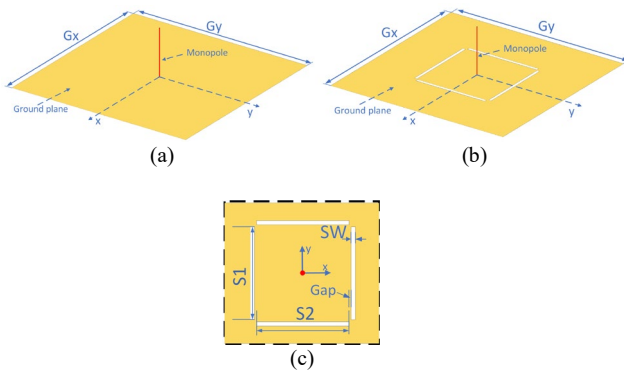 Gx
Gy
Monopole
Ground plane
x
y
(a)
Gx
Gy
Monopole
Ground plane
x
y
(b)
SW
y
x
S1
Gap
S2
(c)